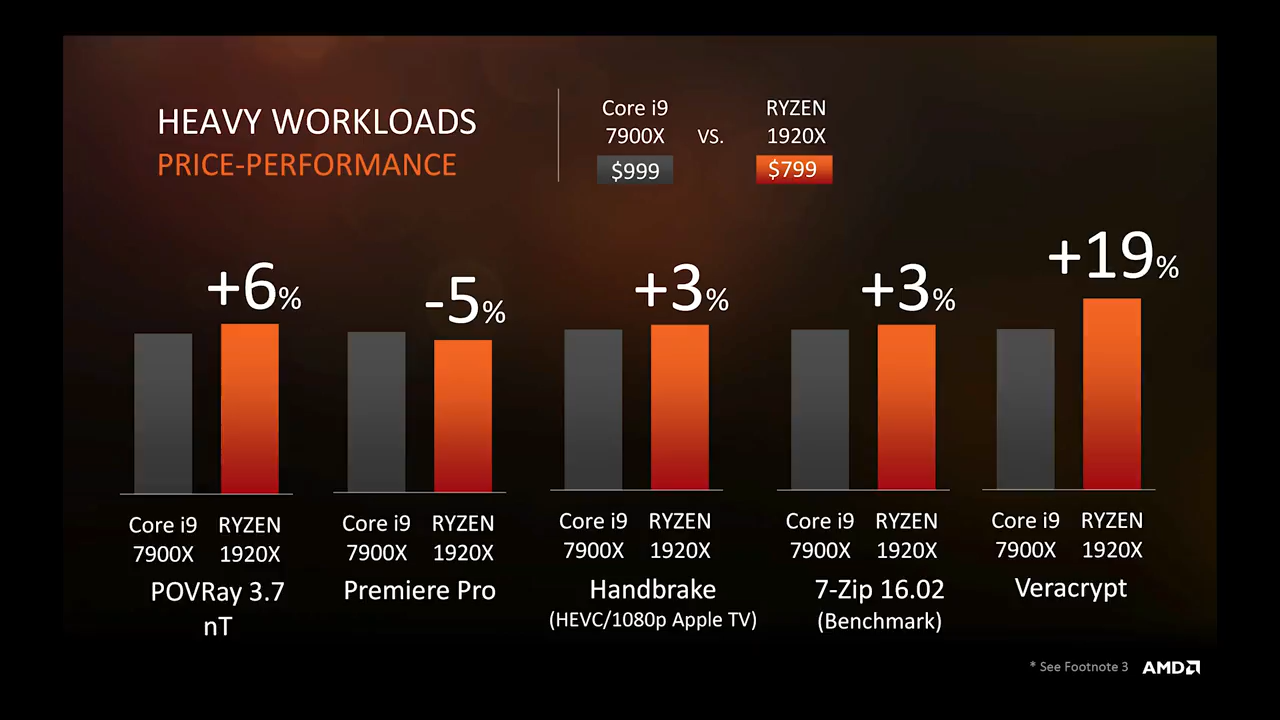 HEAVY WORKLOADS
PRICE-PERFORMANCE
Core i9
7900X
$999
VS.
RYZEN
1920X
$799
+6%
-5%
+3%
+3%
+19%
Core i9
7900X
RYZEN
1920X
POVRay 3.7
nT
Core i9
7900X
RYZEN
1920X
Premiere Pro
Core i9
7900X
RYZEN
1920X
Handbrake
(HEVC/1080p Apple TV)
Core i9
7900X
RYZEN
1920X
7-Zip 16.02
(Benchmark)
Core i9
7900X
RYZEN
1920X
Veracrypt
* See Footnote 3
AMD